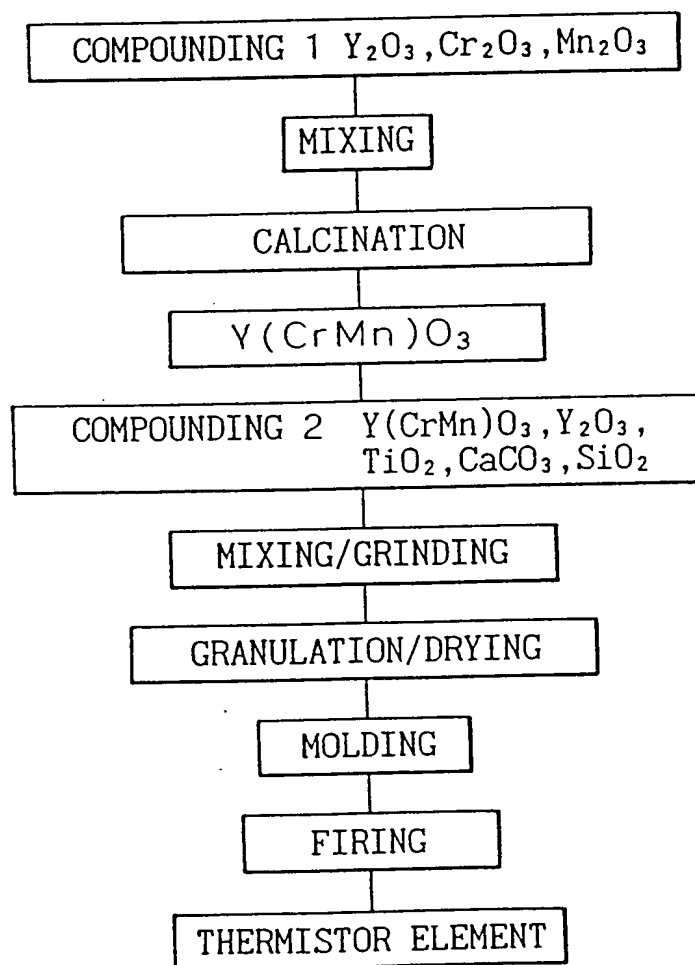 COMPOUNDING 1 Y₂O₃,Cr₂O₃,Mn₂O₃
MIXING
CALCINATION
Y(CrMn)O₃
COMPOUNDING 2 Y(CrMn)O₃,Y₂O₃,
TiO₂,CaCO₃,SiO₂
MIXING/GRINDING
GRANULATION/DRYING
MOLDING
FIRING
THERMISTOR ELEMENT